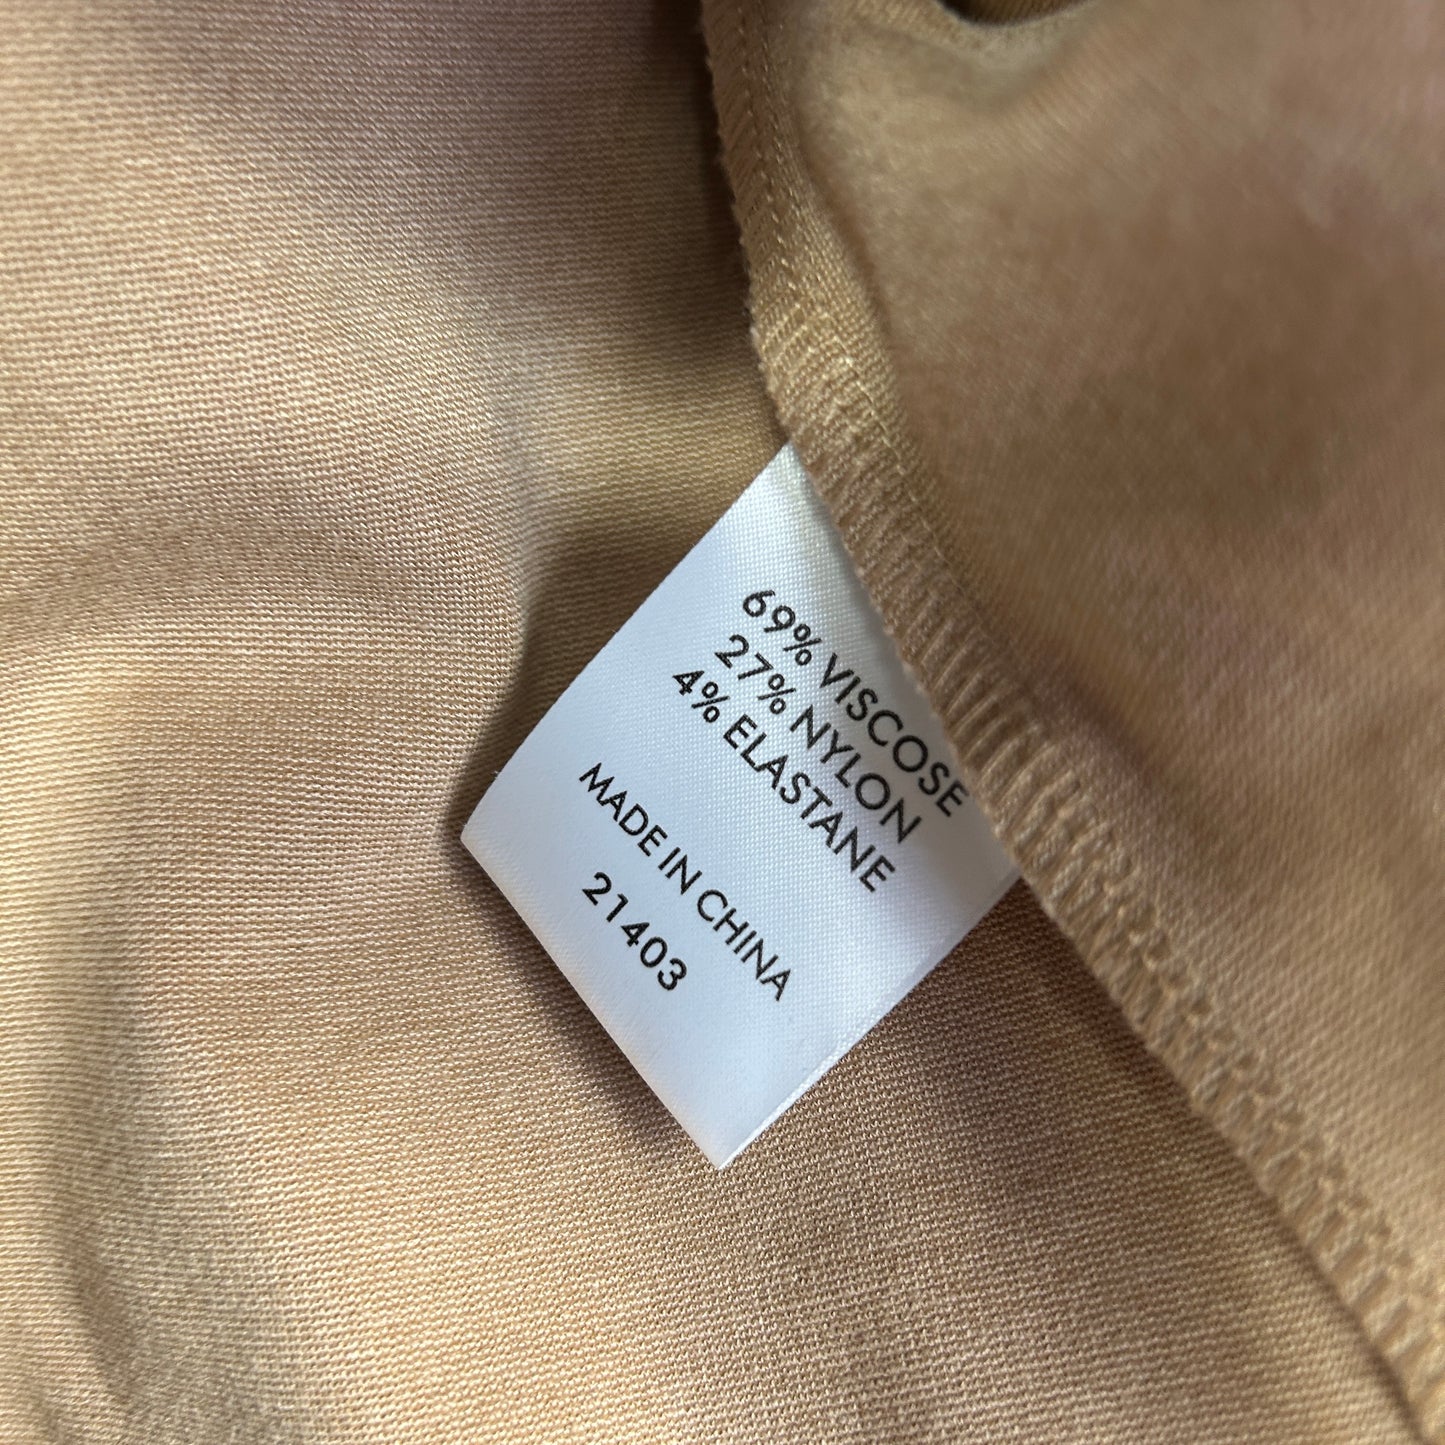 69% VISCOSE
27% NYLON
4% ELASTANE
MADE IN CHINA
21403